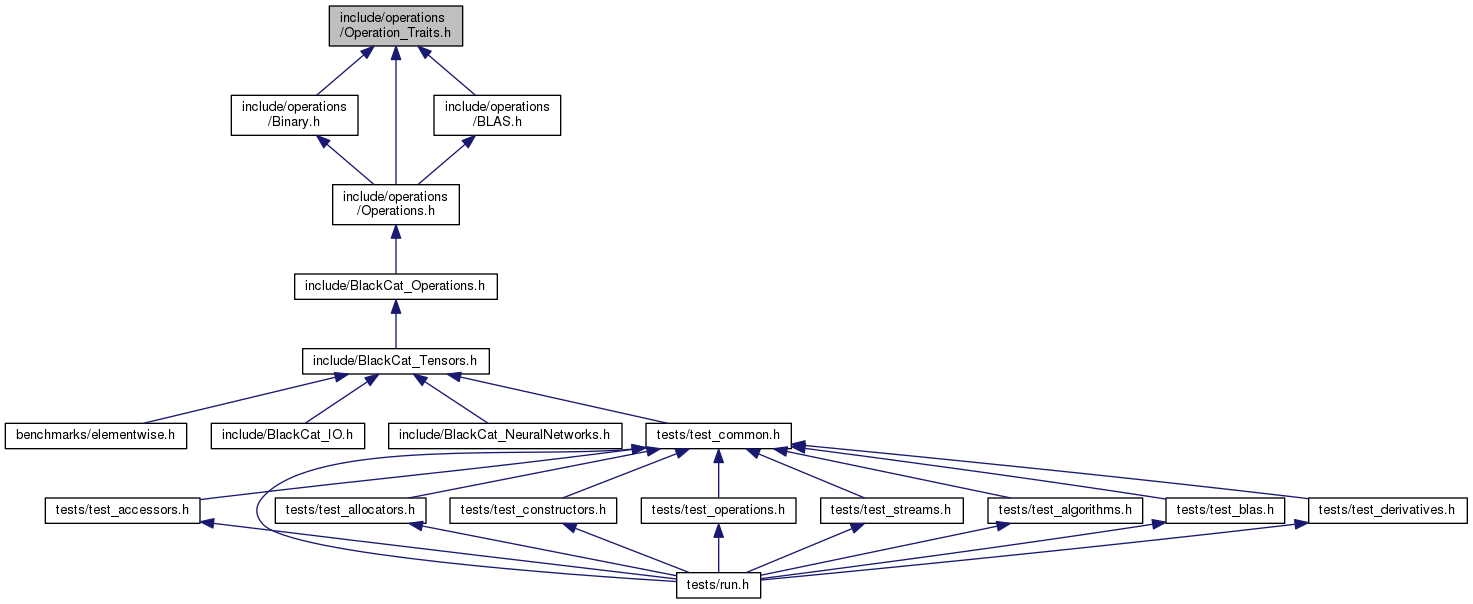 include/operations
/Operation_Traits.h
include/operations
/Binary.h
include/operations
/BLAS.h
include/operations
/Operations.h
include/BlackCat_Operations.h
include/BlackCat_Tensors.h
benchmarks/elementwise.h
include/BlackCat_IO.h
include/BlackCat_NeuralNetworks.h
tests/test_common.h
tests/test_accessors.h
tests/test_allocators.h
tests/test_constructors.h
tests/test_operations.h
tests/test_streams.h
tests/test_algorithms.h
tests/test_blas.h
tests/test_derivatives.h
tests/run.h